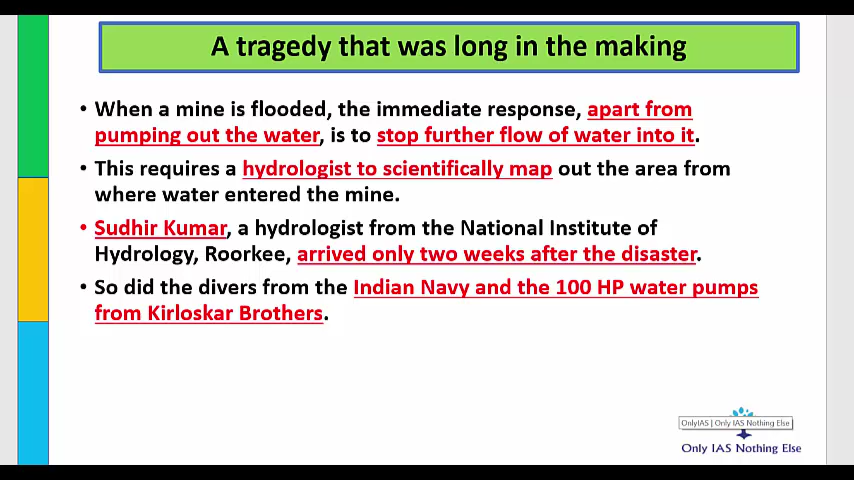 A tragedy that was long in the making
• When a mine is flooded, the immediate response, apart from
pumping out the water, is to stop further flow of water into it.
• This requires a hydrologist to scientifically map out the area from
where water entered the mine.
• Sudhir Kumar, a hydrologist from the National Institute of
Hydrology, Roorkee, arrived only two weeks after the disaster.
• So did the divers from the Indian Navy and the 100 HP water pumps
from Kirloskar Brothers.
OnlyIAS | Only IAS Nothing Else
Only IAS Nothing Else